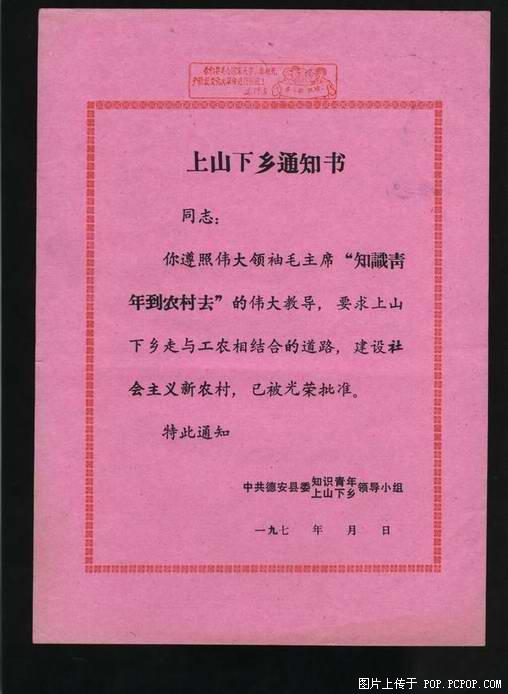 上山下乡通知书
同志：
你遵照伟大领袖毛主席“知識青
年到农村去”的伟大教导，要求上山
下乡走与工农相结合的道路，建设社
会主义新农村，已被光荣批准。
特此通知
中共德安县委知识青年上山下乡领导小组
一九七 年 月 日
图片上传于 POP.PCPOP.COM